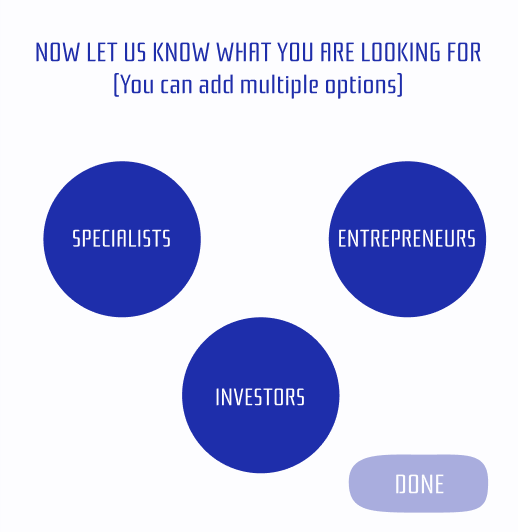 NOW LET US KNOW WHAT YOU ARE LOOKING FOR
[You can add multiple options]
SPECIALISTS
ENTREPRENEURS
INVESTORS
DONE